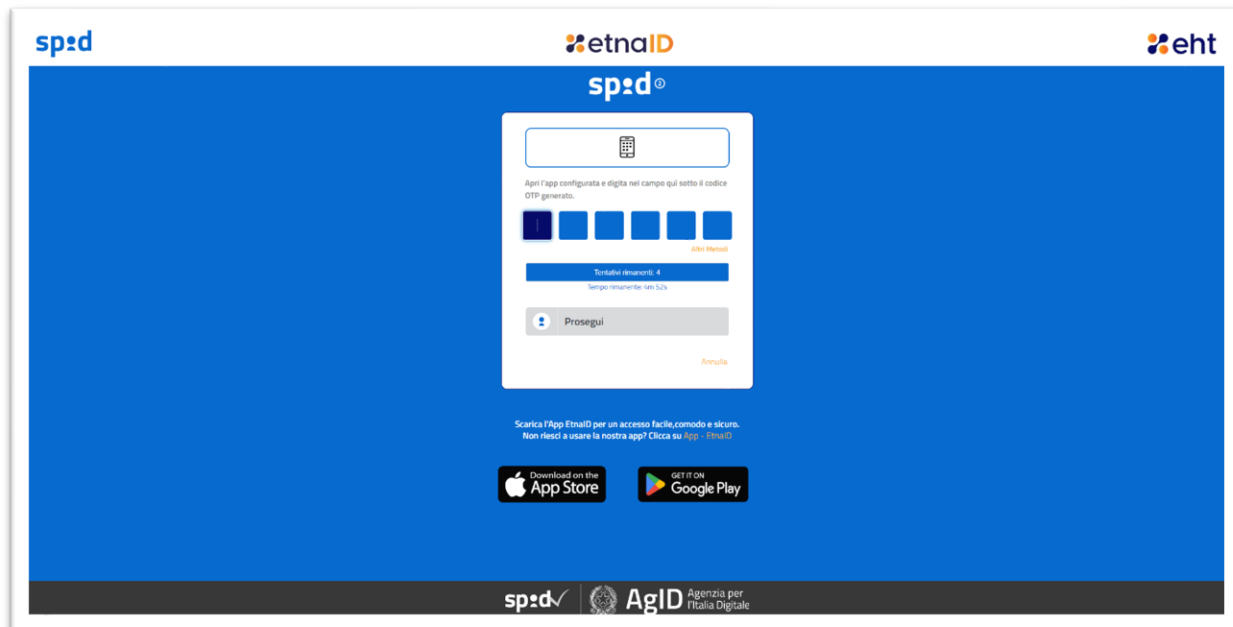 spid
etnaID
eht
spid 2
Apri l'app configurata e digita nel campo quì sotto il codice
OTP generato.
Altri Metodi
Tentativi rimanenti: 4
Tempo rimanente: 4m 52s
Prosegui
Annulla
Scarica l'App EtnaID per un accesso facile,comodo e sicuro.
Non riesci a usare la nostra app? Clicca su App - EtnaID
Download on the
App Store
GET IT ON
Google Play
spid
AgID
Agenzia per
l'Italia Digitale